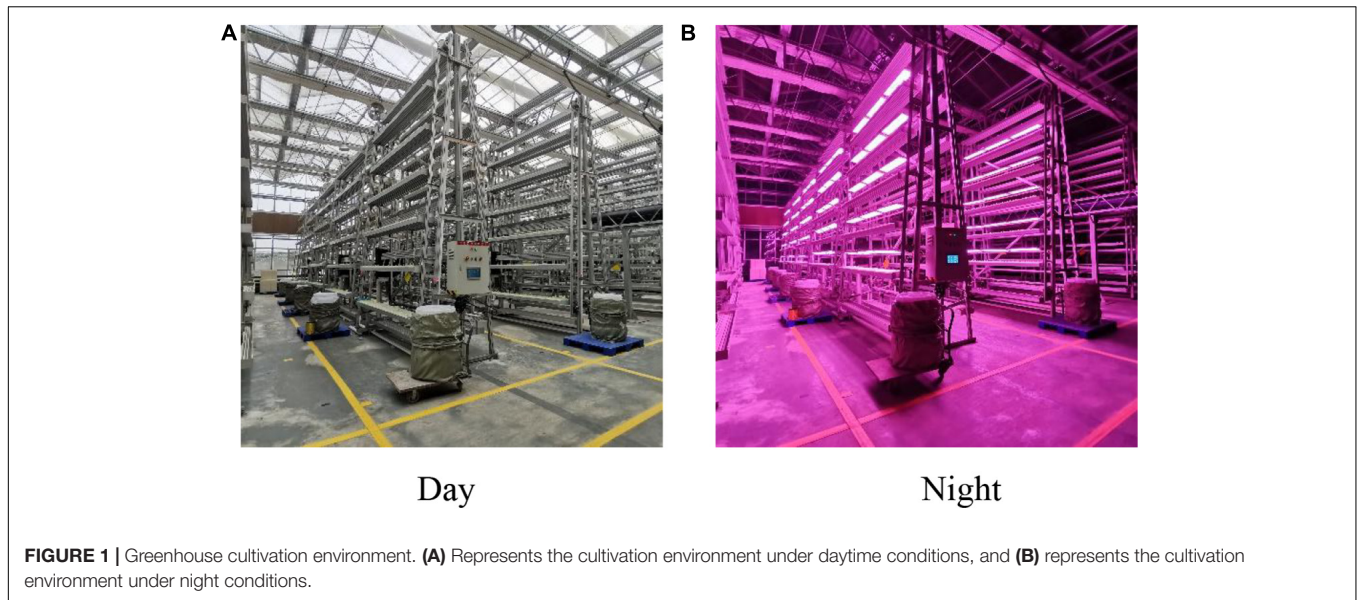 A
B
Day
Night
FIGURE 1 | Greenhouse cultivation environment. (A) Represents the cultivation environment under daytime conditions, and (B) represents the cultivation
environment under night conditions.